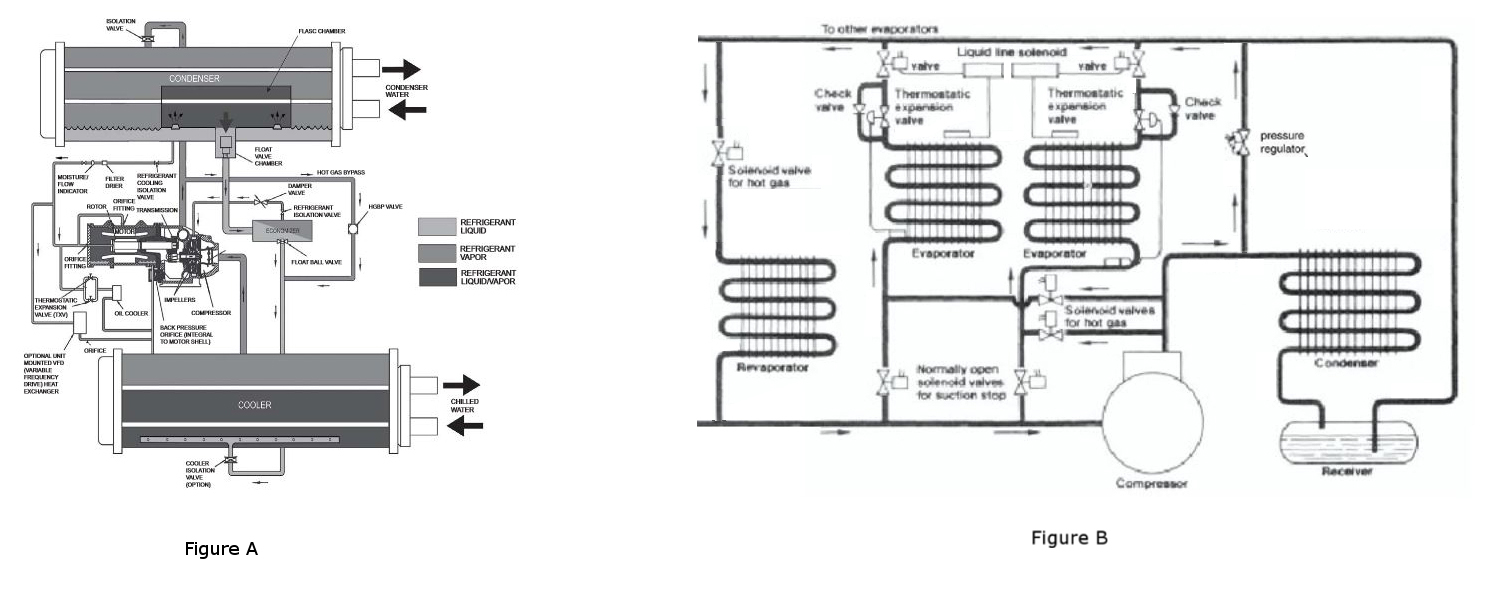 ISOLATION
VALVE
FLASC CHAMBER
CONDENSER
CONDENSER
WATER
FLOAT
VALVE
CHAMBER
MOISTURE/
FLOW
INDICATOR
FILTER
DRIER
REFRIGERANT
COOLING
ISOLATION
VALVE
HOT GAS BYPASS
DAMPER
VALVE
ORIFICE
FITTING
ROTOR
TRANSMISSION
REFRIGERANT
ISOLATION VALVE
HGBP VALVE
MOTOR
ECONOMIZER
ORIFICE
FITTING
FLOAT BALL VALVE
REFRIGERANT
LIQUID
REFRIGERANT
VAPOR
REFRIGERANT
LIQUID/VAPOR
THERMOSTATIC
EXPANSION
VALVE (TXV)
OIL COOLER
IMPELLERS
COMPRESSOR
BACK PRESSURE
ORIFICE (INTEGRAL
TO MOTOR SHELL)
ORIFICE
OPTIONAL UNIT
MOUNTED VFD
(VARIABLE
FREQUENCY
DRIVE) HEAT
EXCHANGER
COOLER
CHILLED
WATER
COOLER
ISOLATION
VALVE
(OPTION)
Figure A
To other evaporators
Liquid line solenoid
valve
valve
Check
valve
Thermostatic
expansion
valve
Thermostatic
expansion
valve
Check
valve
pressure
regulator
Solenoid valve
for hot gas
Evaporator
Evaporator
Solenoid valves
for hot gas
Revaporator
Normally open
solenoid valves
for suction stop
Condenser
Compressor
Receiver
Figure B